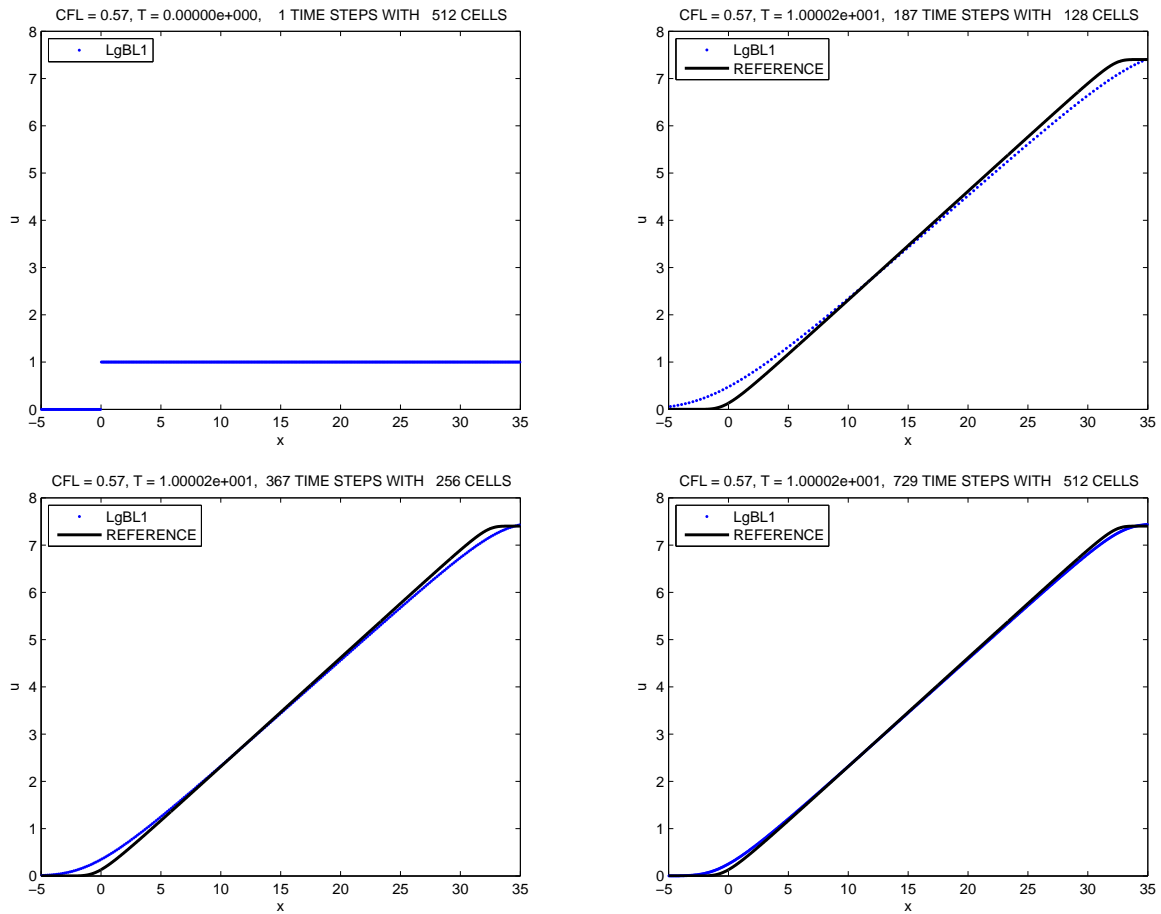 CFL = 0.57, T = 0.00000e+000, 1 TIME STEPS WITH 512 CELLS
LgBL1
8
7
6
5
4
3
2
1
0
u
−5 0 5 10 15 20 25 30 35
x
CFL = 0.57, T = 1.00002e+001, 187 TIME STEPS WITH 128 CELLS
LgBL1
REFERENCE
8
7
6
5
4
3
2
1
0
u
−5 0 5 10 15 20 25 30 35
x
CFL = 0.57, T = 1.00002e+001, 367 TIME STEPS WITH 256 CELLS
LgBL1
REFERENCE
8
7
6
5
4
3
2
1
0
u
−5 0 5 10 15 20 25 30 35
x
CFL = 0.57, T = 1.00002e+001, 729 TIME STEPS WITH 512 CELLS
LgBL1
REFERENCE
8
7
6
5
4
3
2
1
0
u
−5 0 5 10 15 20 25 30 35
x